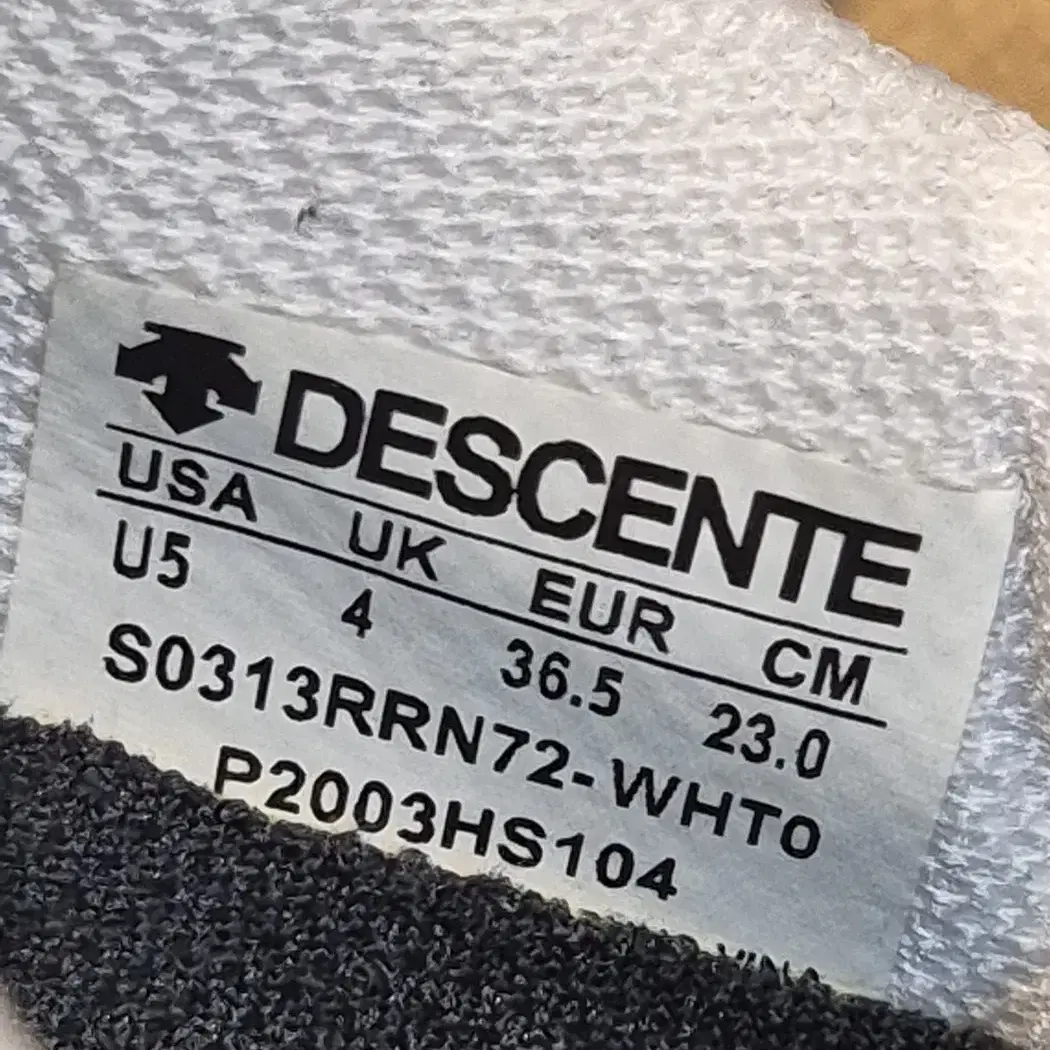 DESCENTE
USA UK EUR CM
U5 4 36.5 23.0
S0313RRN72-WHT0
P2003HS104